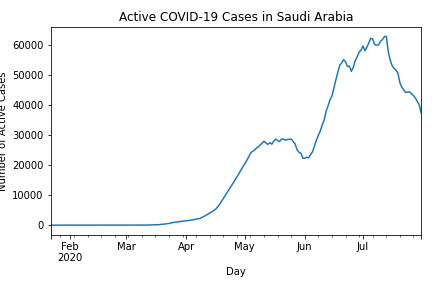 Active COVID-19 Cases in Saudi Arabia
Number of Active Cases
60000
50000
40000
30000
20000
10000
0
Feb Mar Apr May Jun Jul
2020
Day